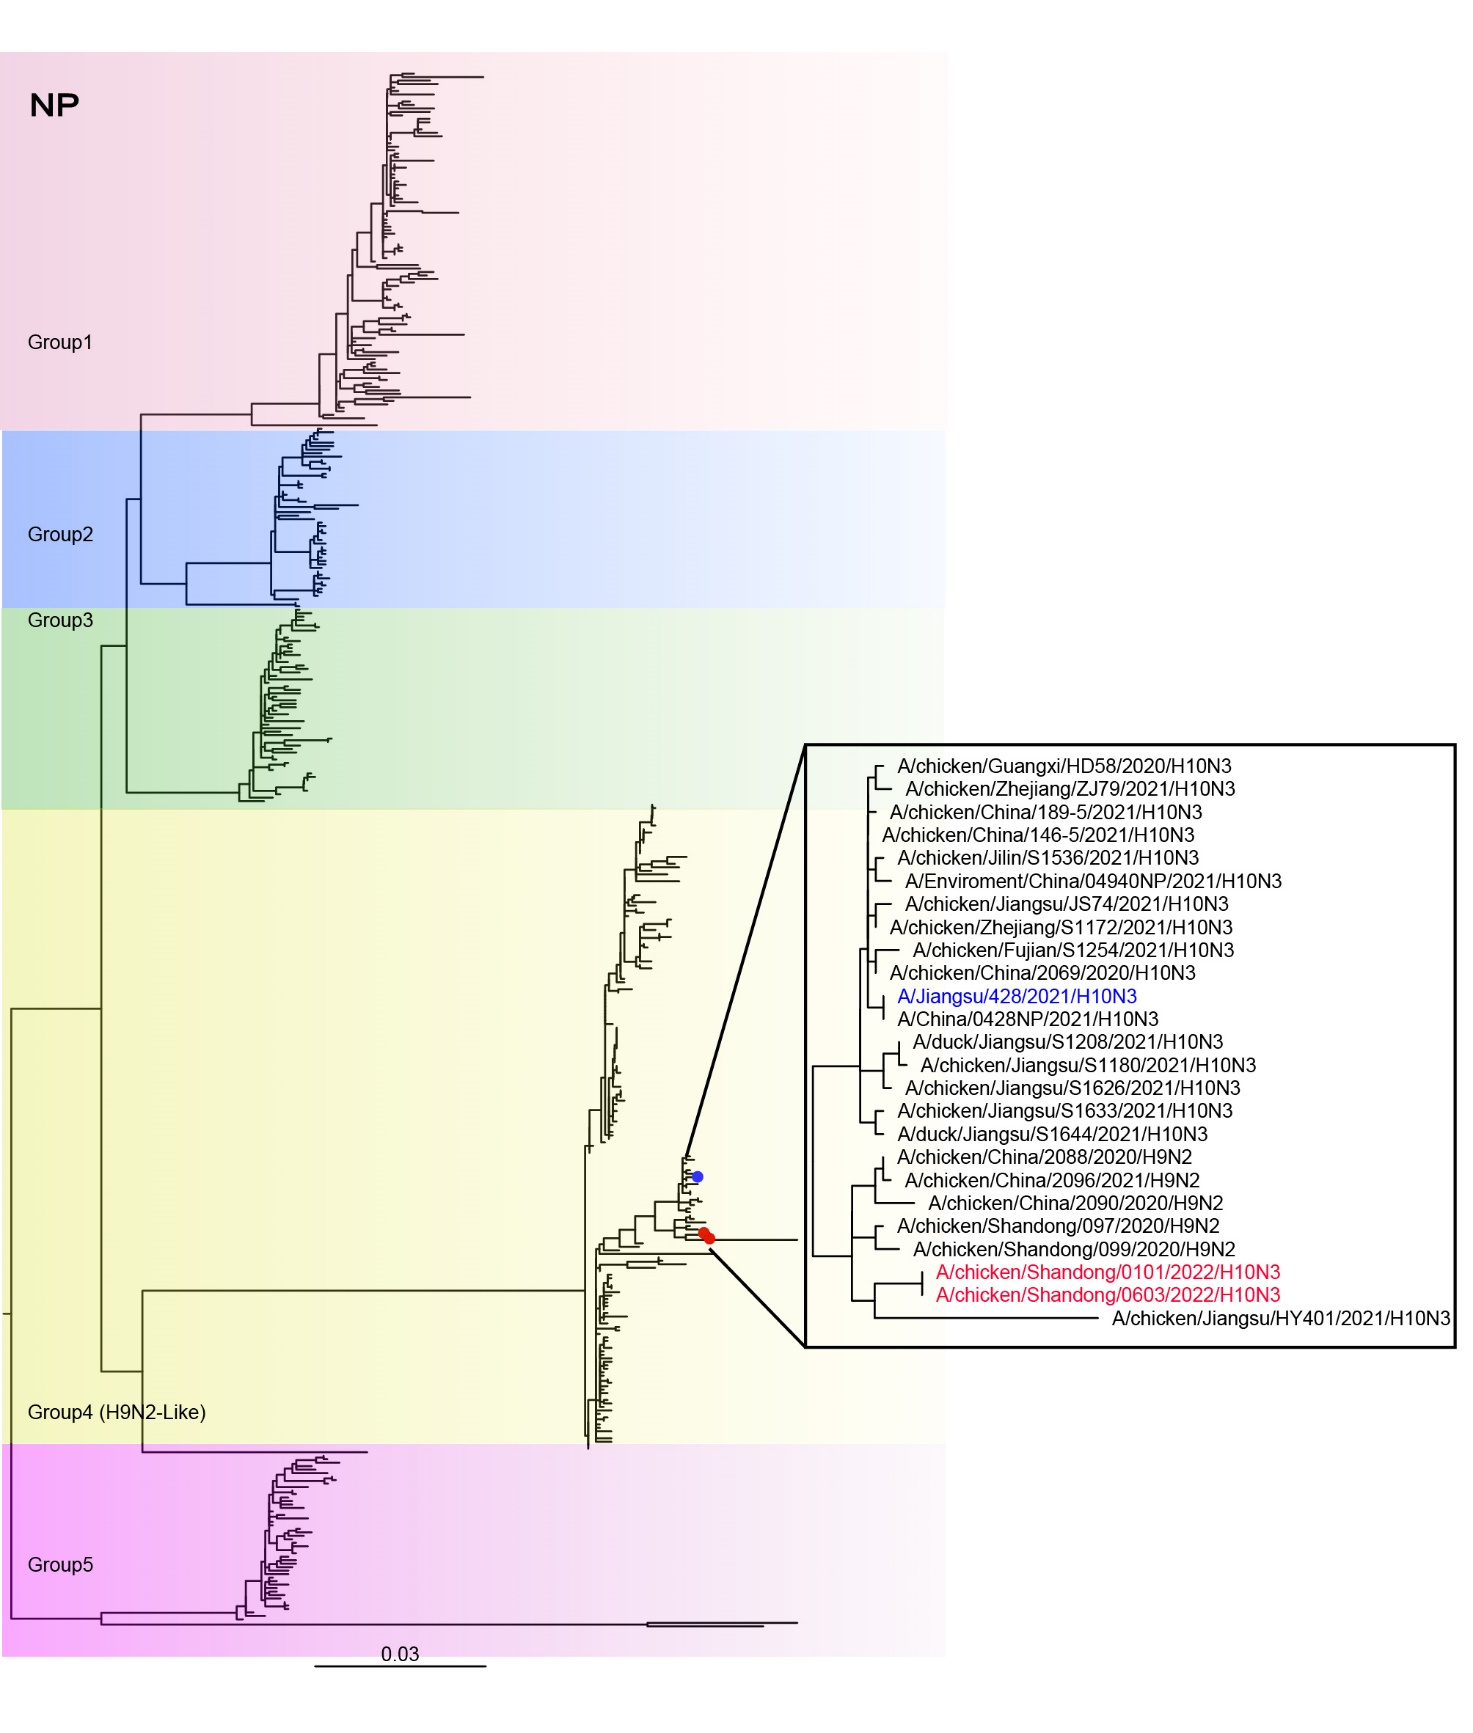 NP
Group1
Group2
Group3
A/chicken/Guangxi/HD58/2020/H10N3
A/chicken/Zhejiang/ZJ79/2021/H10N3
A/chicken/China/189-5/2021/H10N3
A/chicken/China/146-5/2021/H10N3
A/chicken/Jilin/S1536/2021/H10N3
A/Enviroment/China/04940NP/2021/H10N3
A/chicken/Jiangsu/JS74/2021/H10N3
A/chicken/Zhejiang/S1172/2021/H10N3
A/chicken/Fujian/S1254/2021/H10N3
A/chicken/China/2069/2020/H10N3
A/Jiangsu/428/2021/H10N3
A/China/0428NP/2021/H10N3
A/duck/Jiangsu/S1208/2021/H10N3
A/chicken/Jiangsu/S1180/2021/H10N3
A/chicken/Jiangsu/S1626/2021/H10N3
A/chicken/Jiangsu/S1633/2021/H10N3
A/duck/Jiangsu/S1644/2021/H10N3
A/chicken/China/2088/2020/H9N2
A/chicken/China/2096/2021/H9N2
A/chicken/China/2090/2020/H9N2
A/chicken/Shandong/097/2020/H9N2
A/chicken/Shandong/099/2020/H9N2
A/chicken/Shandong/0101/2022/H10N3
A/chicken/Shandong/0603/2022/H10N3
A/chicken/Jiangsu/HY401/2021/H10N3
Group4 (H9N2-Like)
Group5
0.03